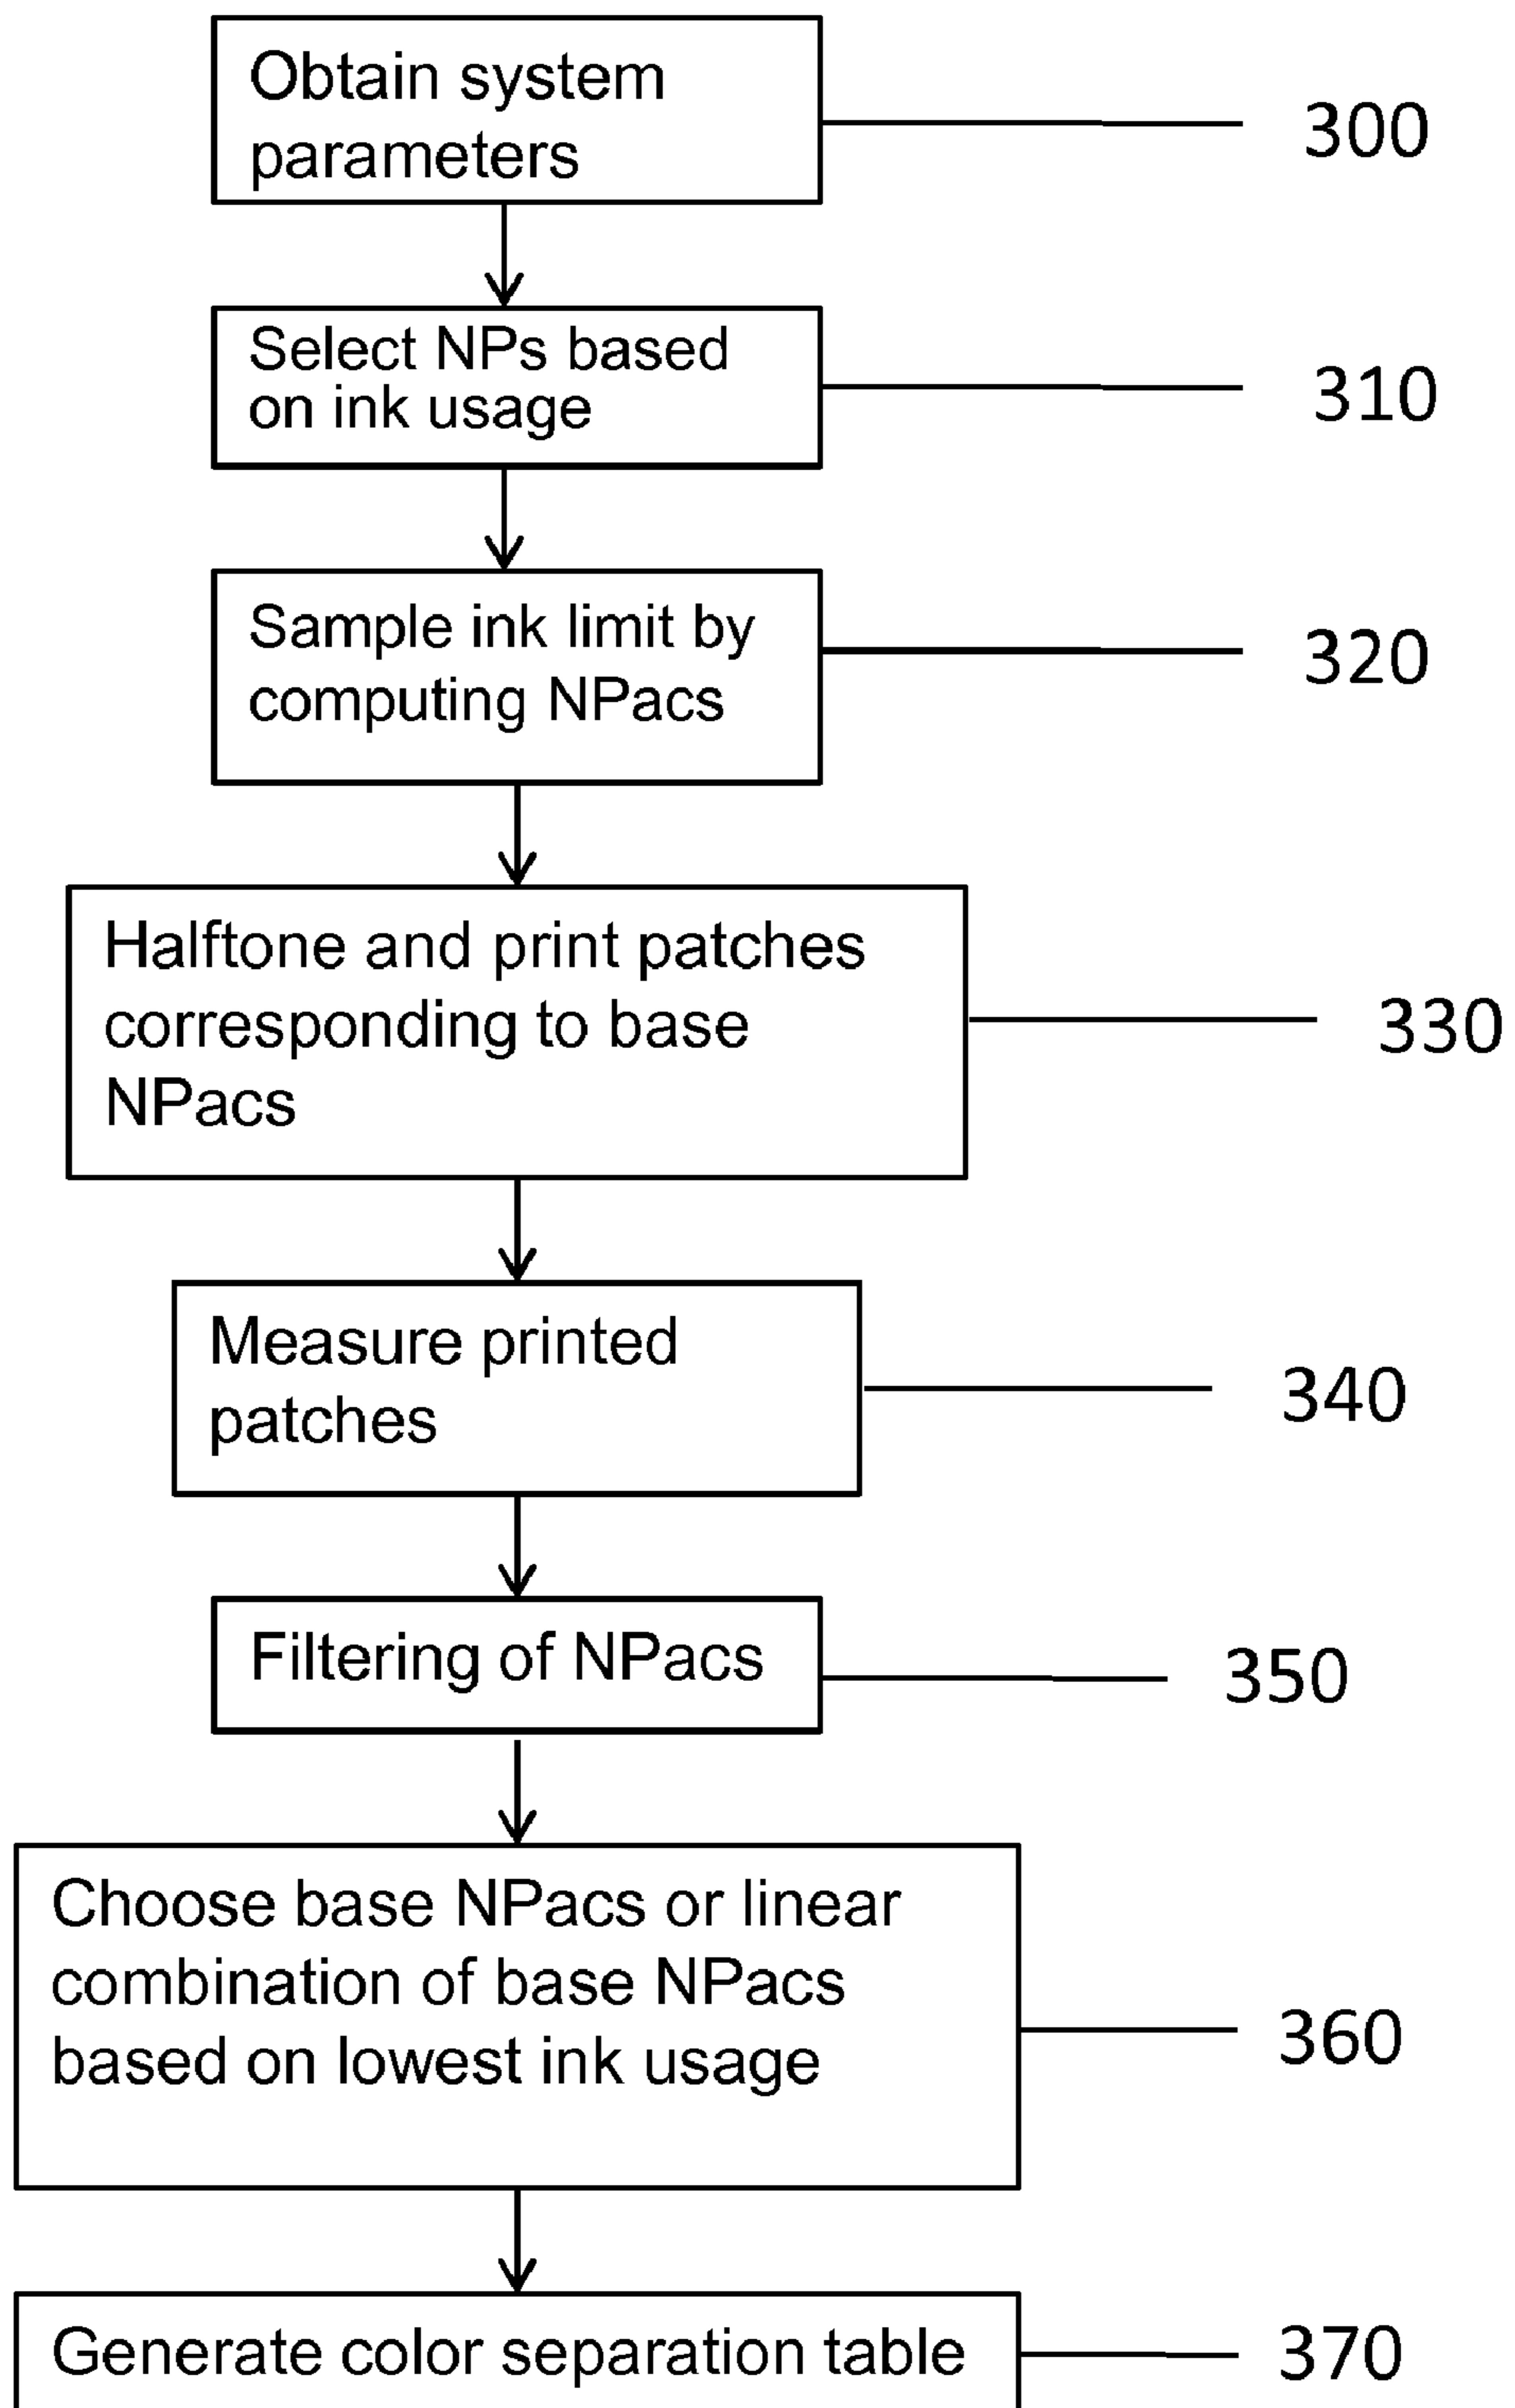 Obtain system
parameters
300
Select NPs based
on ink usage
310
Sample ink limit by
computing NPacs
320
Halftone and print patches
corresponding to base
NPacs
330
Measure printed
patches
340
Filtering of NPacs
350
Choose base NPacs or linear
combination of base NPacs
based on lowest ink usage
360
Generate color separation table
370